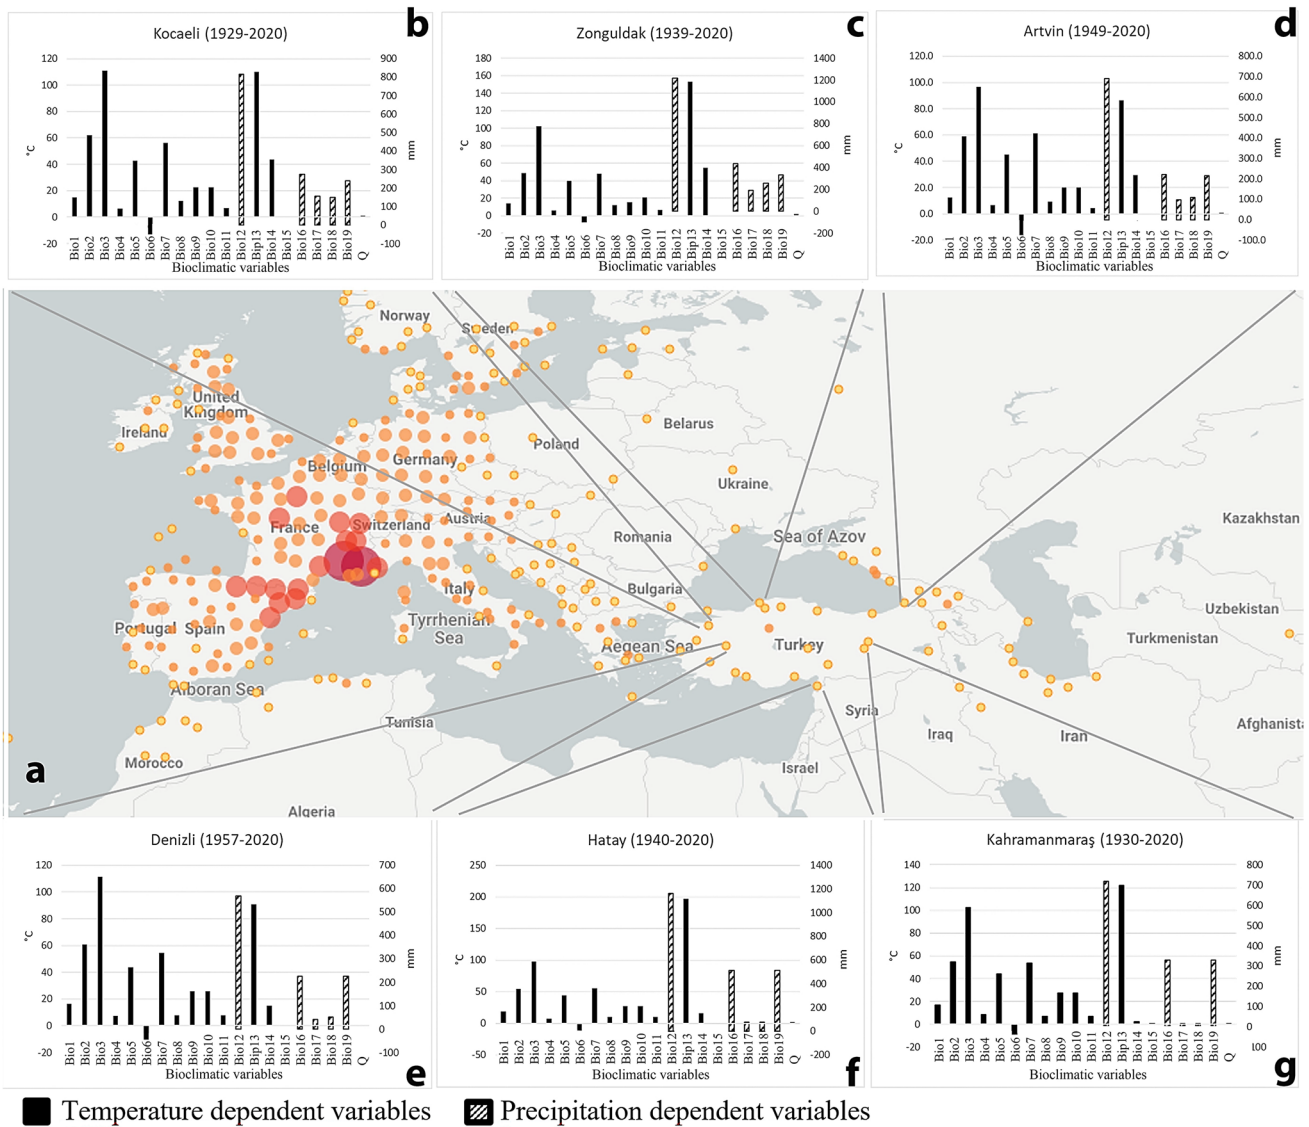 Kocaeli (1929-2020)
b
120 100 80 60 40 20 0 -20
°C
900 800 700 600 500 400 300 200 100 0 -100
mm
Bio1 Bio2 Bio3 Bio4 Bio5 Bio6 Bio7 Bio8 Bio9 Bio10 Bio11 Bio12 Bip13 Bio14 Bio15 Bio16 Bio17 Bio18 Bio19 Q
Bioclimatic variables
Zonguldak (1939-2020)
c
180 160 140 120 100 80 60 40 20 0 -20
°C
1400 1200 1000 800 600 400 200 0 -200
mm
Bio1 Bio2 Bio3 Bio4 Bio5 Bio6 Bio7 Bio8 Bio9 Bio10 Bio11 Bio12 Bip13 Bio14 Bio15 Bio16 Bio17 Bio18 Bio19 Q
Bioclimatic variables
Artvin (1949-2020)
d
120.0 100.0 80.0 60.0 40.0 20.0 0.0 -20.0
°C
800.0 700.0 600.0 500.0 400.0 300.0 200.0 100.0 0.0 -100.0
mm
Bio1 Bio2 Bio3 Bio4 Bio5 Bio6 Bio7 Bio8 Bio9 Bio10 Bio11 Bio12 Bip13 Bio14 Bio15 Bio16 Bio17 Bio18 Bio19 Q
Bioclimatic variables
Norway
Sweden
United
Kingdom
Ireland
Belarus
Poland
Belgium
Germany
Ukraine
France
Switzerland
Austria
Kazakhstan
Romania
Sea of Azov
Italy
Bulgaria
Uzbekistan
Portugal
Spain
Tyrrhenian
Sea
Aegean Sea
Turkey
Turkmenistan
Alboran Sea
Tunisia
Syria
Iraq
Iran
Afghanista
Morocco
Israel
Algeria
a
Denizli (1957-2020)
120 100 80 60 40 20 0 -20
°C
700 600 500 400 300 200 100 0 -100
mm
Bio1 Bio2 Bio3 Bio4 Bio5 Bio6 Bio7 Bio8 Bio9 Bio10 Bio11 Bio12 Bip13 Bio14 Bio15 Bio16 Bio17 Bio18 Bio19 Q
Bioclimatic variables
e
Hatay (1940-2020)
250 200 150 100 50 0 -50
°C
1400 1200 1000 800 600 400 200 0 -200
mm
Bio1 Bio2 Bio3 Bio4 Bio5 Bio6 Bio7 Bio8 Bio9 Bio10 Bio11 Bio12 Bip13 Bio14 Bio15 Bio16 Bio17 Bio18 Bio19 Q
Bioclimatic variables
f
Kahramanmaraş (1930-2020)
140 120 100 80 60 40 20 0 -20
°C
800 700 600 500 400 300 200 100 0 100
mm
Bio1 Bio2 Bio3 Bio4 Bio5 Bio6 Bio7 Bio8 Bio9 Bio10 Bio11 Bio12 Bip13 Bio14 Bio15 Bio16 Bio17 Bio18 Bio19 Q
Bioclimatic variables
g
Temperature dependent variables
Precipitation dependent variables